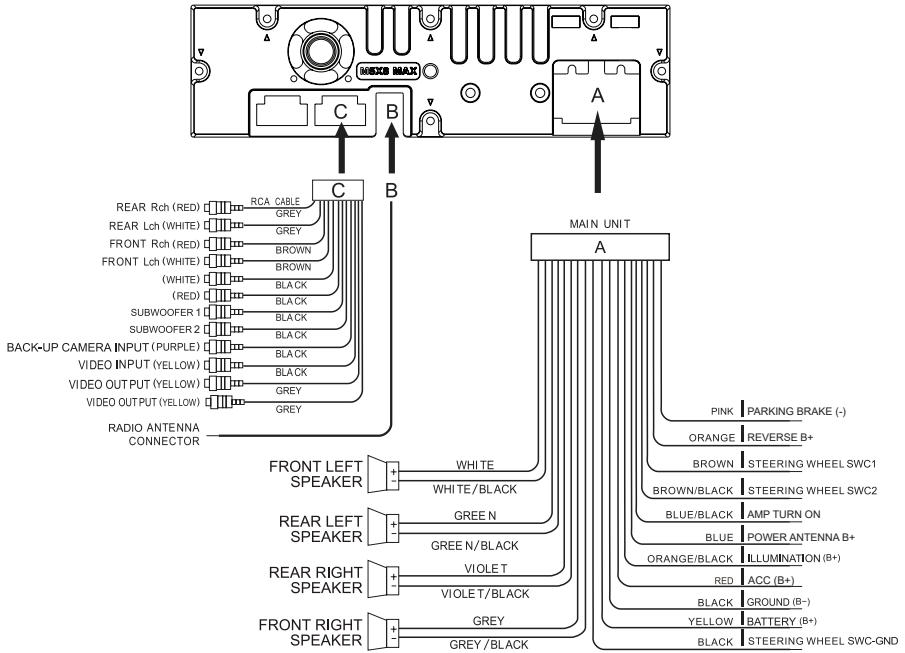 M5X8 MAX
A
C
B
C
B
RCA CABLE
REAR Rch (RED)
GREY
REAR Lch (WHITE)
GREY
FRONT Rch (RED)
BROWN
FRONT Lch (WHITE)
BROWN
(WHITE)
BLACK
(RED)
BLACK
SUBWOOFER 1
BLACK
SUBWOOFER 2
BLACK
BACK-UP CAMERA INPUT (PURPLE)
BLACK
VIDEO INPUT (YELLOW)
BLACK
VIDEO OUTPUT (YELLOW)
GREY
VIDEO OUTPUT (YELLOW)
GREY
RADIO ANTENNA
CONNECTOR
MAIN UNIT
A
FRONT LEFT
SPEAKER
+
−
WHITE
WHITE/BLACK
REAR LEFT
SPEAKER
+
−
GREEN
GREEN/BLACK
REAR RIGHT
SPEAKER
+
−
VIOLET
VIOLET/BLACK
FRONT RIGHT
SPEAKER
+
−
GREY
GREY/BLACK
PINK PARKING BRAKE (-)
ORANGE REVERSE B+
BROWN STEERING WHEEL SWC1
BROWN/BLACK STEERING WHEEL SWC2
BLUE/BLACK AMP TURN ON
BLUE POWER ANTENNA B+
ORANGE/BLACK ILLUMINATION (B+)
RED ACC (B+)
BLACK GROUND (B−)
YELLOW BATTERY (B+)
BLACK STEERING WHEEL SWC-GND